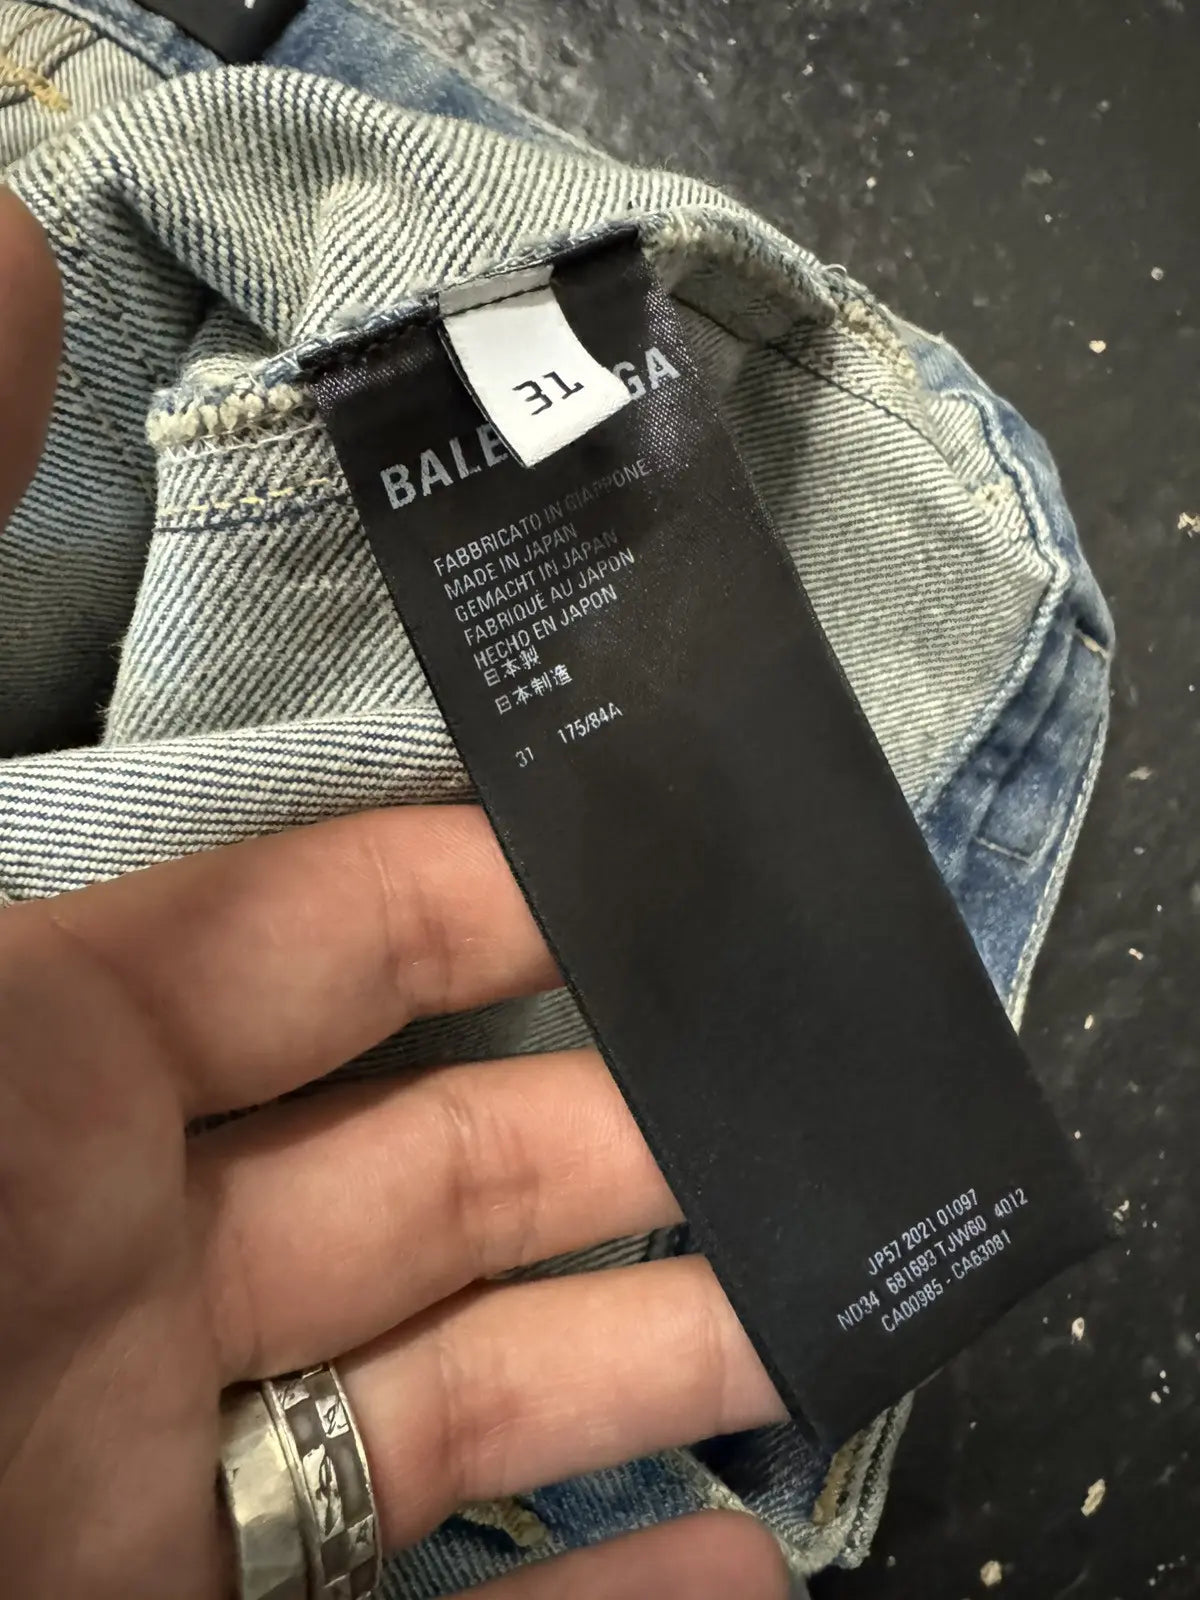 31
BALE GA
FABBRICATO IN GIAPPONE
MADE IN JAPAN
GEMACHT IN JAPAN
FABRIQUÉ AU JAPON
HECHO EN JAPON
日本製
日本制造
31 175/84A
JP57 2021 01097
ND34 681693 TJW60 4012
CA00985 - CA63081